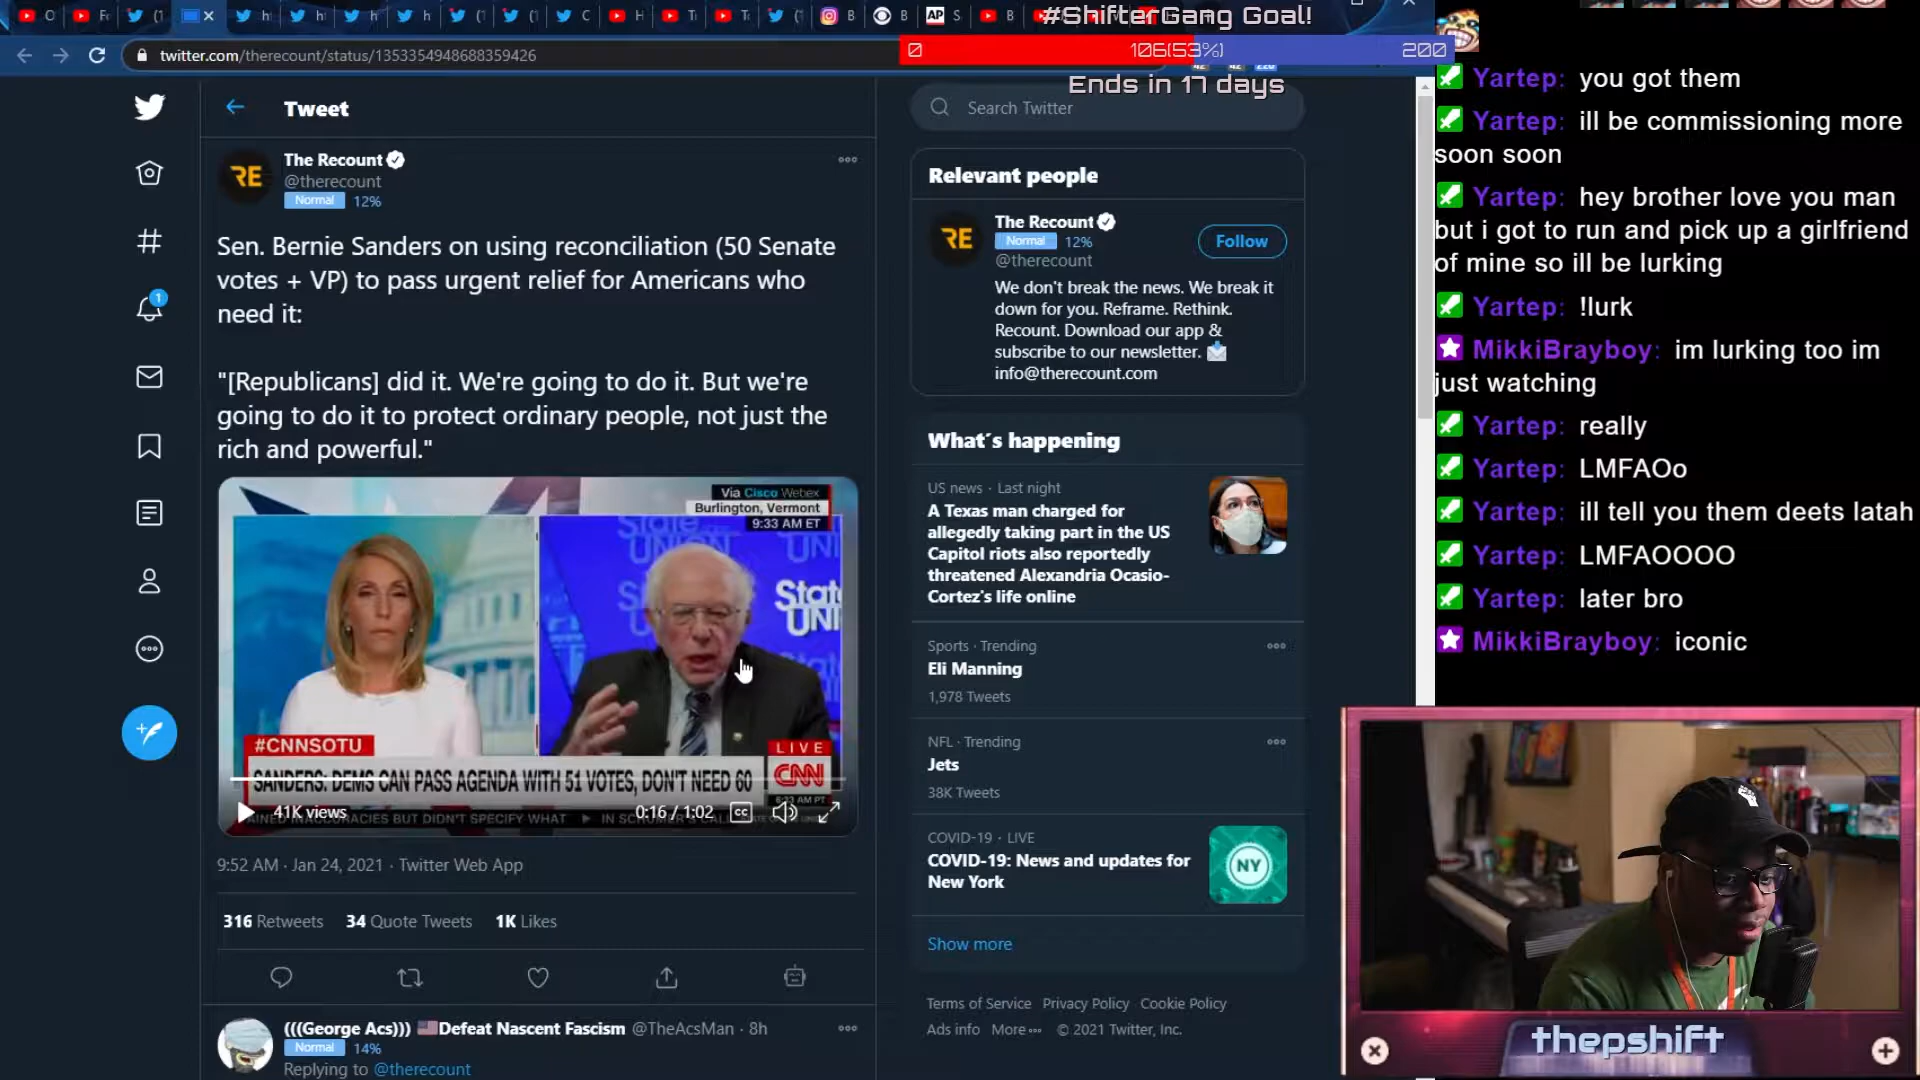 #ShifterGang Goal!
twitter.com/therecount/status/1353354948688359426
0
106(53%)
200
Ends in 17 days
Tweet
The Recount
@therecount
Normal 12%
Sen. Bernie Sanders on using reconciliation (50 Senate
votes + VP) to pass urgent relief for Americans who
need it:
"[Republicans] did it. We're going to do it. But we're
going to do it to protect ordinary people, not just the
rich and powerful."
Via Cisco Webex
Burlington, Vermont
9:33 AM ET
State
UNI
#CNNSOTU
LIVE
SANDERS: DEMS CAN PASS AGENDA WITH 51 VOTES, DON'T NEED 60
CNN
6:33 AM PT
41K views
0:16 / 1:02
CC
9:52 AM · Jan 24, 2021 · Twitter Web App
316 Retweets 34 Quote Tweets 1K Likes
(((George Acs))) 🇺🇸Defeat Nascent Fascism @TheAcsMan · 8h
Normal 14%
Replying to @therecount
1
Search Twitter
Relevant people
RE
The Recount
Normal 12%
@therecount
Follow
We don't break the news. We break it
down for you. Reframe. Rethink.
Recount. Download our app &
subscribe to our newsletter. 📩
info@therecount.com
What´s happening
US news · Last night
A Texas man charged for
allegedly taking part in the US
Capitol riots also reportedly
threatened Alexandria Ocasio-
Cortez's life online
Sports · Trending
Eli Manning
1,978 Tweets
NFL · Trending
Jets
38K Tweets
COVID-19 · LIVE
COVID-19: News and updates for
New York
NY
Show more
Terms of Service Privacy Policy Cookie Policy
Ads info More ••• © 2021 Twitter, Inc.
Yartep: you got them
Yartep: ill be commissioning more
soon soon
Yartep: hey brother love you man
but i got to run and pick up a girlfriend
of mine so ill be lurking
Yartep: !lurk
MikkiBrayboy: im lurking too im
just watching
Yartep: really
Yartep: LMFAOo
Yartep: ill tell you them deets latah
Yartep: LMFAOOOO
Yartep: later bro
MikkiBrayboy: iconic
thepshift